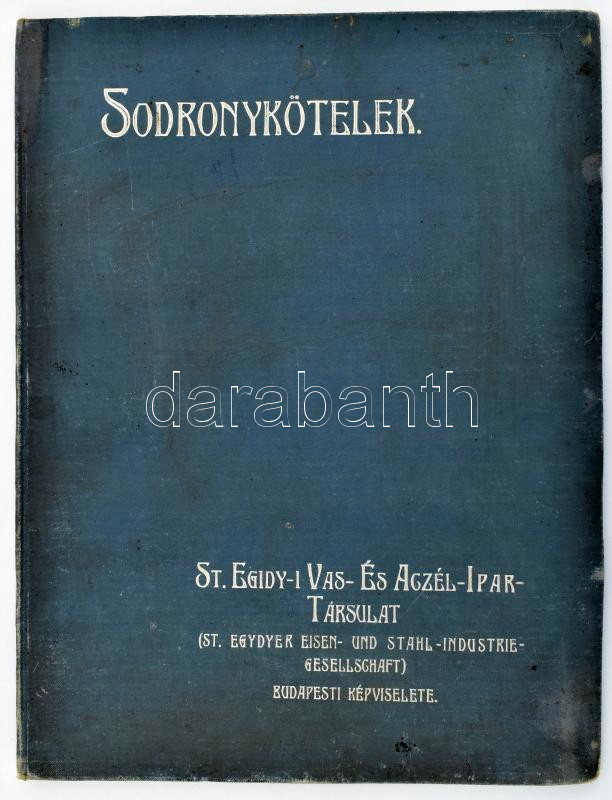 SODRONYKÖTELEK.
darabanth
ST. EGIDY-I VAS- ÉS ACZÉL-IPAR-
TÁRSULAT
(ST. EGYDYER EISEN- UND STAHL-INDUSTRIE-
GESELLSCHAFT)
BUDAPESTI KÉPVISELETE.